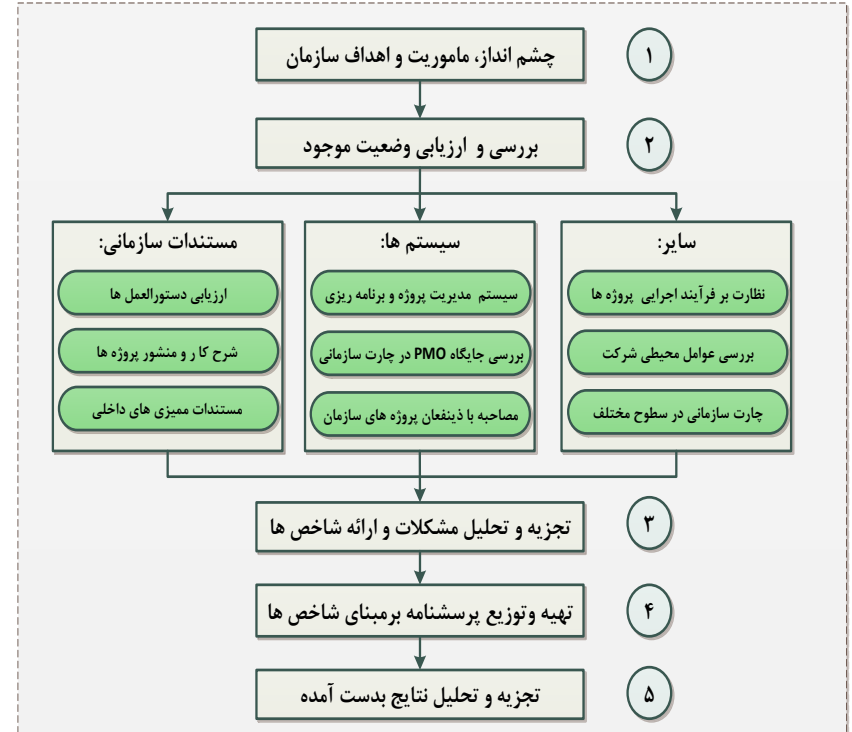 چشم انداز، ماموریت و اهداف سازمان
۱
بررسی و ارزیابی وضعیت موجود
۲
سایر:
نظارت بر فرآیند اجرایی پروژه ها
بررسی عوامل محیطی شرکت
چارت سازمانی در سطوح مختلف
سیستم ها:
سیستم مدیریت پروژه و برنامه ریزی
بررسی جایگاه PMO در چارت سازمانی
مصاحبه با ذینفعان پروژه های سازمان
مستندات سازمانی:
ارزیابی دستورالعمل ها
شرح کار و منشور پروژه ها
مستندات ممیزی های داخلی
تجزیه و تحلیل مشکلات و ارائه شاخص ها
۳
تهیه وتوزیع پرسشنامه برمبنای شاخص ها
۴
تجزیه و تحلیل نتایج بدست آمده
۵